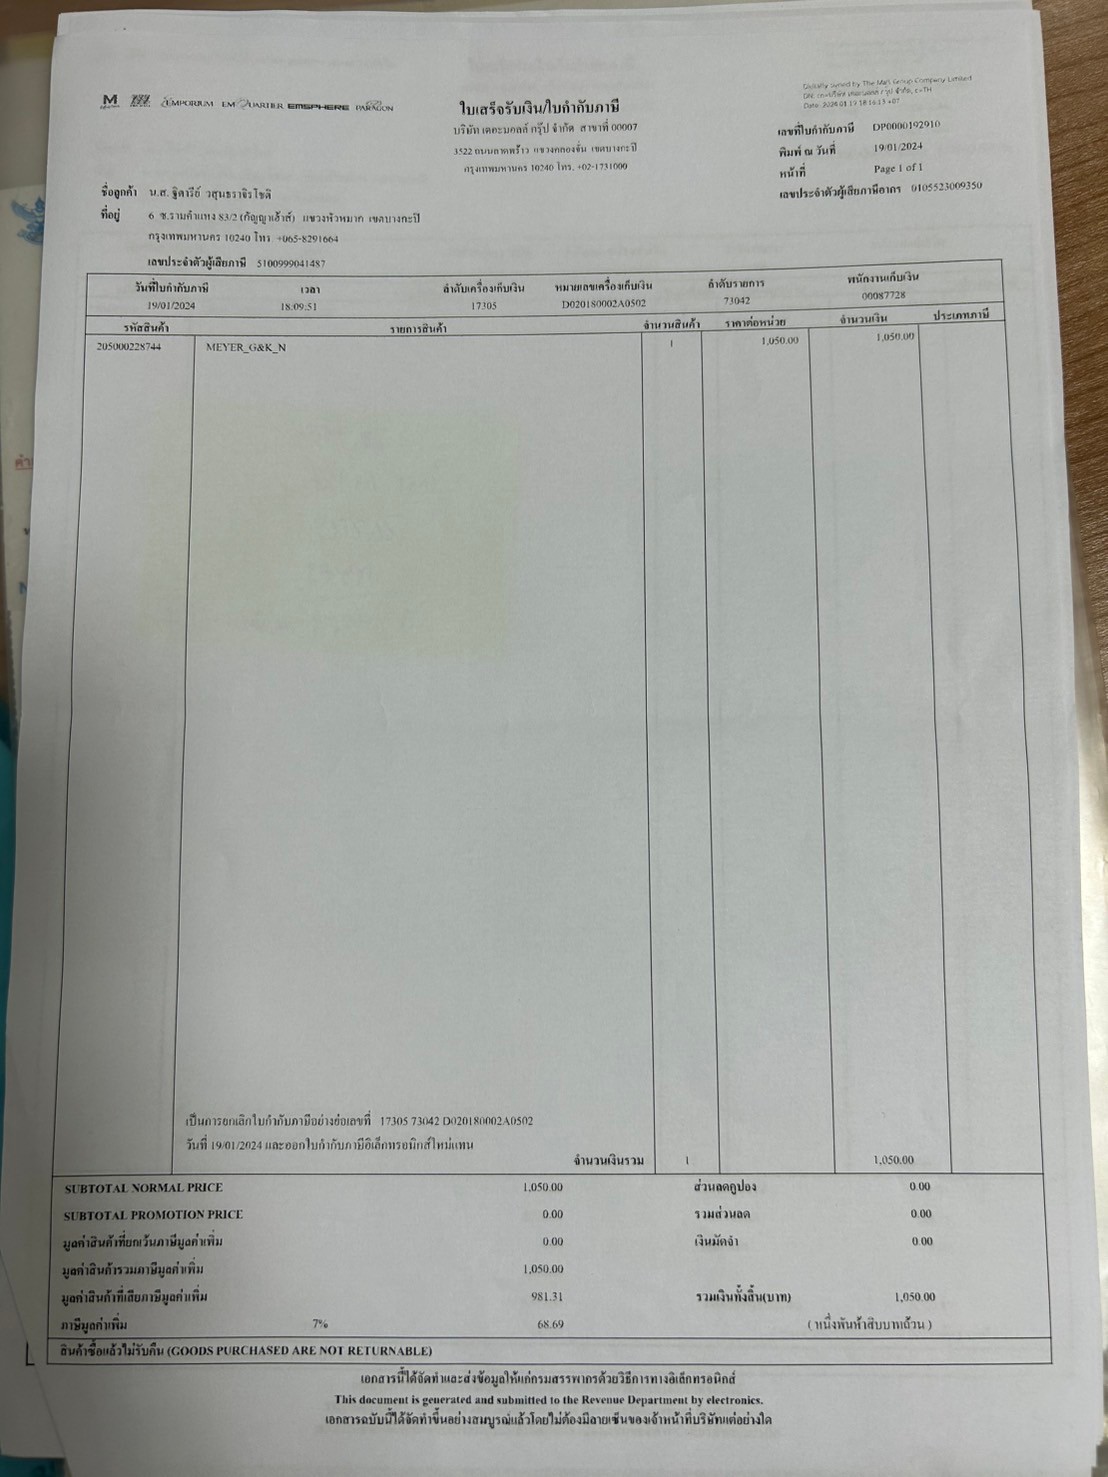 M EMPORIUM EM QUARTIER EMSPHERE PARAGON
ใบเสร็จรับเงิน/ใบกำกับภาษี
บริษัท เดอะมอลล์ กรุ๊ป จำกัด สาขาที่ 00007
3522 ถนนลาดพร้าว แขวงคลองจั่น เขตบางกะปิ
กรุงเทพมหานคร 10240 โทร. +02-1731000
Digitally signed by The Mall Group Company Limited
DN: cn=บริษัท เดอะมอลล์ กรุ๊ป จำกัด, c=TH
Date: 2024.01.19 18:16:13 +07
เลขที่ใบกำกับภาษี DP0000192910
พิมพ์ ณ วันที่ 19/01/2024
หน้าที่ Page 1 of 1
เลขประจำตัวผู้เสียภาษีอากร 0105523009350
ชื่อลูกค้า น.ส. ฐิตารีย์ วสุนธราจิรโชติ
ที่อยู่ 6 ซ.รามคำแหง 83/2 (กัญญาเฮ้าส์) แขวงหัวหมาก เขตบางกะปิ
กรุงเทพมหานคร 10240 โทร. +065-8291664
เลขประจำตัวผู้เสียภาษี 5100999041487
วันที่ใบกำกับภาษี เวลา ลำดับเครื่องเก็บเงิน หมายเลขเครื่องเก็บเงิน ลำดับรายการ พนักงานเก็บเงิน
19/01/2024 18:09:51 17305 D020180002A0502 73042 00087728
รหัสสินค้า รายการสินค้า จำนวนสินค้า ราคาต่อหน่วย จำนวนเงิน ประเภทภาษี
205000228744 MEYER_G&K_N 1 1,050.00 1,050.00
เป็นการยกเลิกใบกำกับภาษีอย่างย่อเลขที่ 17305 73042 D020180002A0502
วันที่ 19/01/2024 และออกใบกำกับภาษีอิเล็กทรอนิกส์ใหม่แทน
จำนวนเงินรวม 1 1,050.00
SUBTOTAL NORMAL PRICE 1,050.00 ส่วนลดคูปอง 0.00
SUBTOTAL PROMOTION PRICE 0.00 รวมส่วนลด 0.00
มูลค่าสินค้าที่ยกเว้นภาษีมูลค่าเพิ่ม 0.00 เงินมัดจำ 0.00
มูลค่าสินค้ารวมภาษีมูลค่าเพิ่ม 1,050.00
มูลค่าสินค้าที่เสียภาษีมูลค่าเพิ่ม 981.31 รวมเงินทั้งสิ้น(บาท) 1,050.00
ภาษีมูลค่าเพิ่ม 7% 68.69 ( หนึ่งพันห้าสิบบาทถ้วน )
สินค้าซื้อแล้วไม่รับคืน (GOODS PURCHASED ARE NOT RETURNABLE)
เอกสารนี้ได้จัดทำและส่งข้อมูลให้แก่กรมสรรพากรด้วยวิธีการทางอิเล็กทรอนิกส์
This document is generated and submitted to the Revenue Department by electronics.
เอกสารฉบับนี้ได้จัดทำขึ้นอย่างสมบูรณ์แล้วโดยไม่ต้องมีลายเซ็นของเจ้าหน้าที่บริษัทแต่อย่างใด